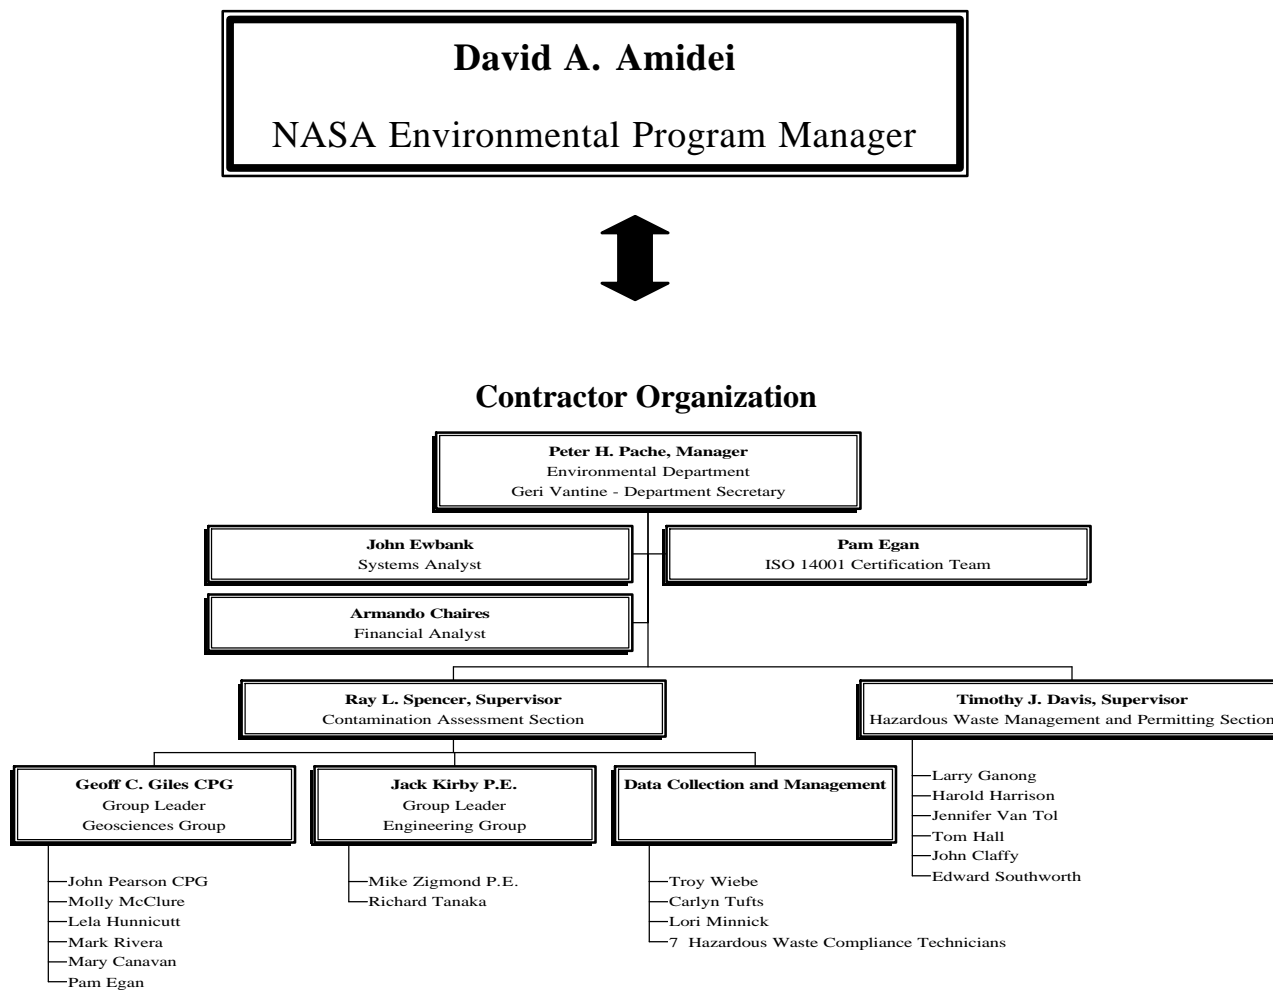 David A. Amidei
NASA Environmental Program Manager
Contractor Organization
Peter H. Pache, Manager
Environmental Department
Geri Vantine - Department Secretary
John Ewbank
Systems Analyst
Pam Egan
ISO 14001 Certification Team
Armando Chaires
Financial Analyst
Ray L. Spencer, Supervisor
Contamination Assessment Section
Timothy J. Davis, Supervisor
Hazardous Waste Management and Permitting Section
Geoff C. Giles CPG
Group Leader
Geosciences Group
Jack Kirby P.E.
Group Leader
Engineering Group
Data Collection and Management
John Pearson CPG
Molly McClure
Lela Hunnicutt
Mark Rivera
Mary Canavan
Pam Egan
Mike Zigmond P.E.
Richard Tanaka
Troy Wiebe
Carlyn Tufts
Lori Minnick
7 Hazardous Waste Compliance Technicians
Larry Ganong
Harold Harrison
Jennifer Van Tol
Tom Hall
John Claffy
Edward Southworth